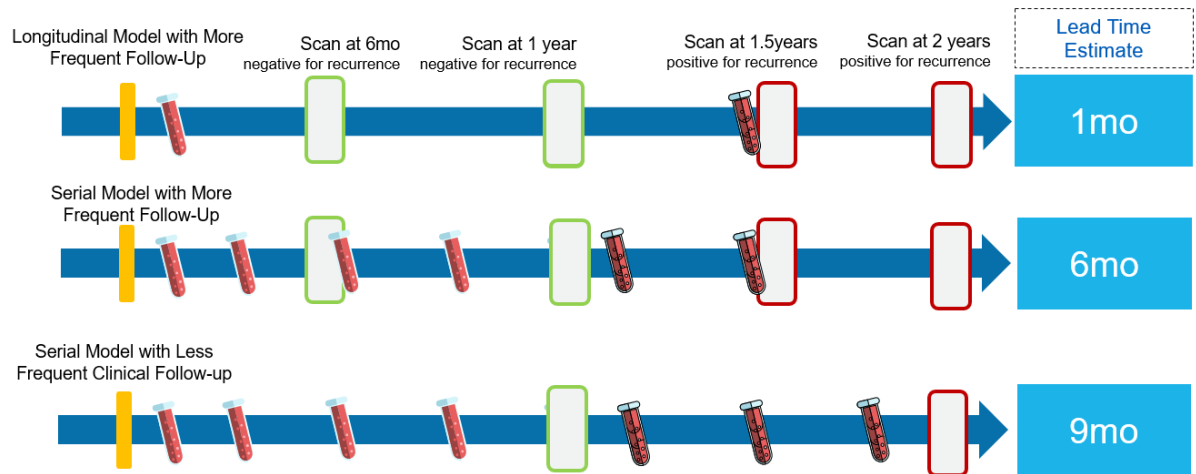 Longitudinal Model with More
Frequent Follow-Up
Scan at 6mo
negative for recurrence
Scan at 1 year
negative for recurrence
Scan at 1.5years
positive for recurrence
Scan at 2 years
positive for recurrence
Lead Time
Estimate
1mo
Serial Model with More
Frequent Follow-Up
6mo
Serial Model with Less
Frequent Clinical Follow-up
9mo